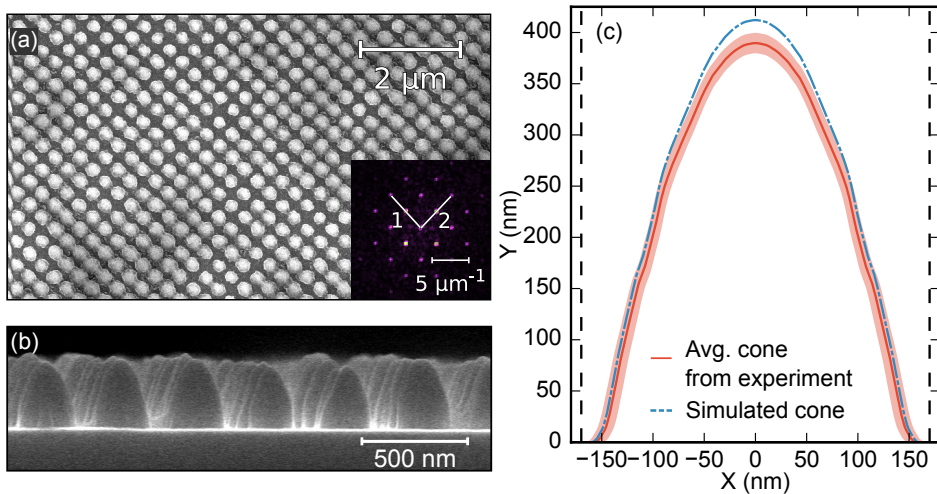 (a)
2 μm
1 2
5 μm⁻¹
(b)
500 nm
(c)
400
350
300
250
200
150
100
50
0
Y (nm)
Avg. cone
from experiment
Simulated cone
−150 −100 −50 0 50 100 150
X (nm)